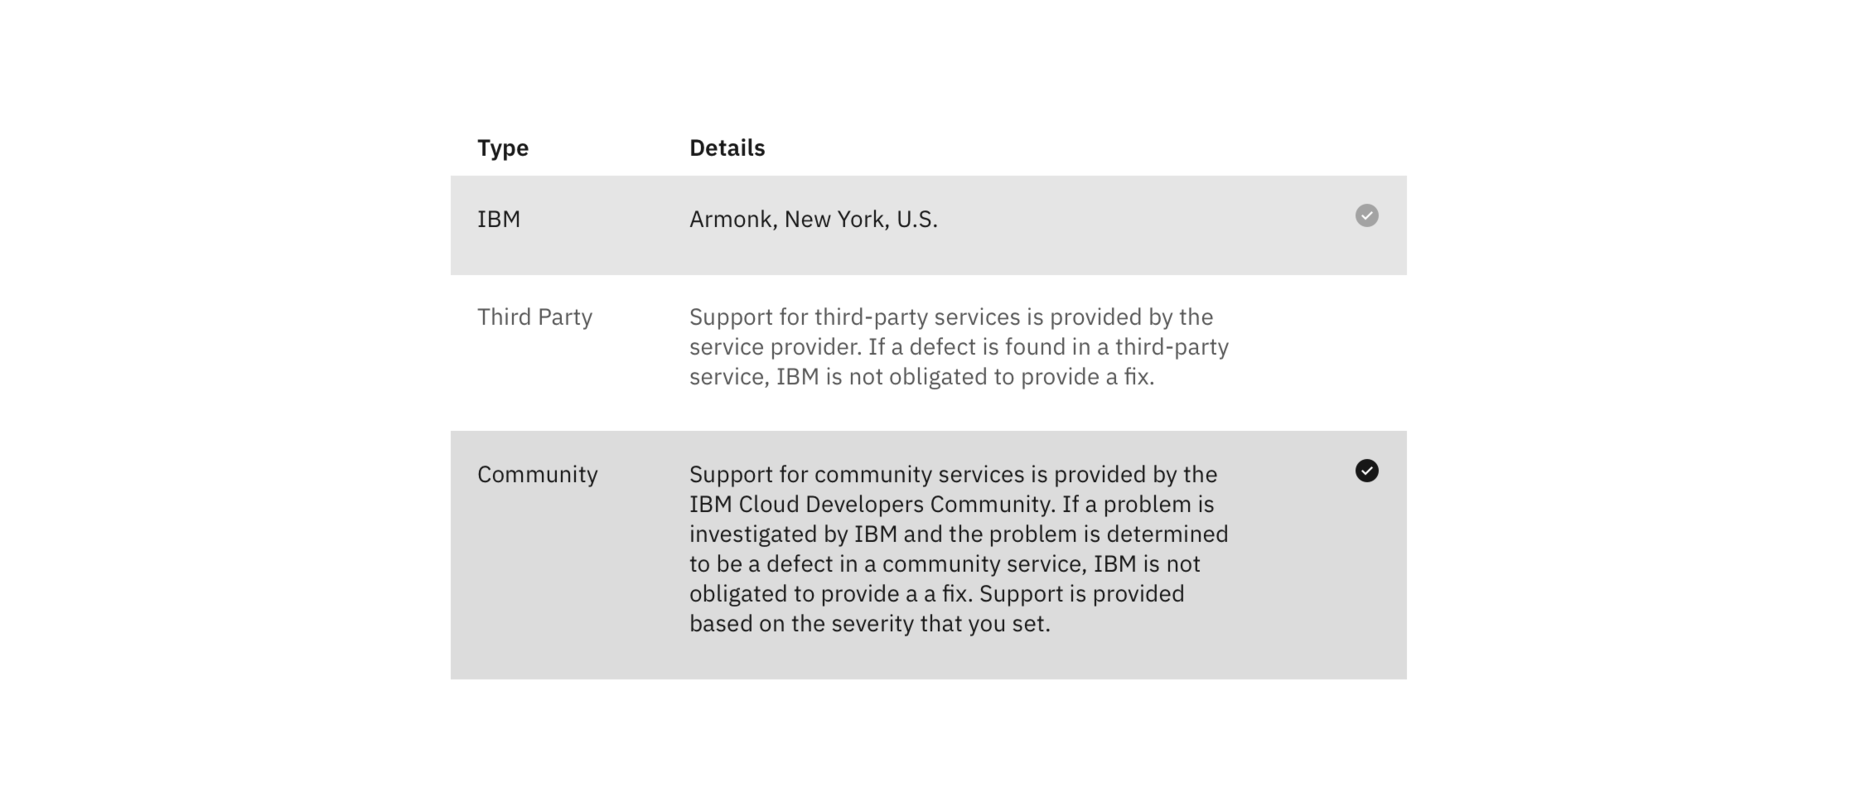 Type Details
IBM Armonk, New York, U.S.
Third Party Support for third-party services is provided by the
service provider. If a defect is found in a third-party
service, IBM is not obligated to provide a fix.
Community Support for community services is provided by the
IBM Cloud Developers Community. If a problem is
investigated by IBM and the problem is determined
to be a defect in a community service, IBM is not
obligated to provide a a fix. Support is provided
based on the severity that you set.